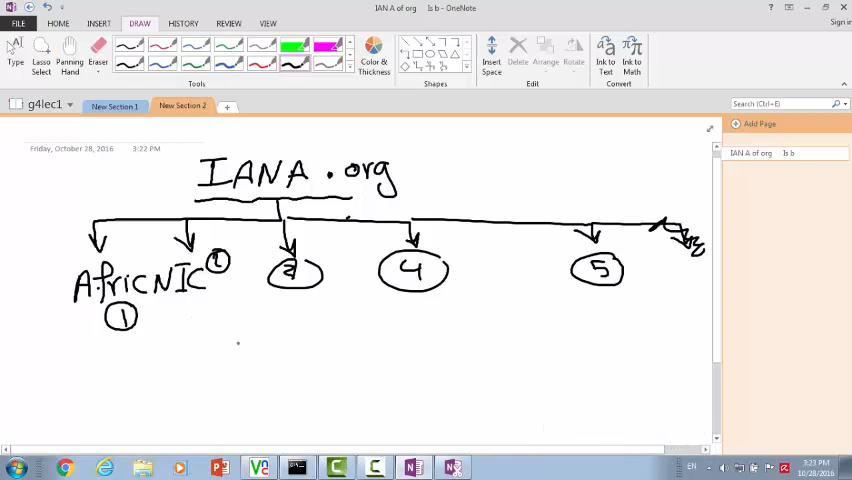 IAN A of org Is b - OneNote
FILE HOME INSERT DRAW HISTORY REVIEW VIEW Sign in
Type Lasso Select Panning Hand Eraser Color & Thickness Insert Space Delete Arrange Rotate Ink to Text Ink to Math
Tools Shapes Edit Convert
g4lec1 New Section 1 New Section 2 Search (Ctrl+E)
Add Page
IAN A of org Is b
Friday, October 28, 2016 3:22 PM
IANA.org
AfricNIC 2 3 4 5
1
EN 3:23 PM
10/28/2016